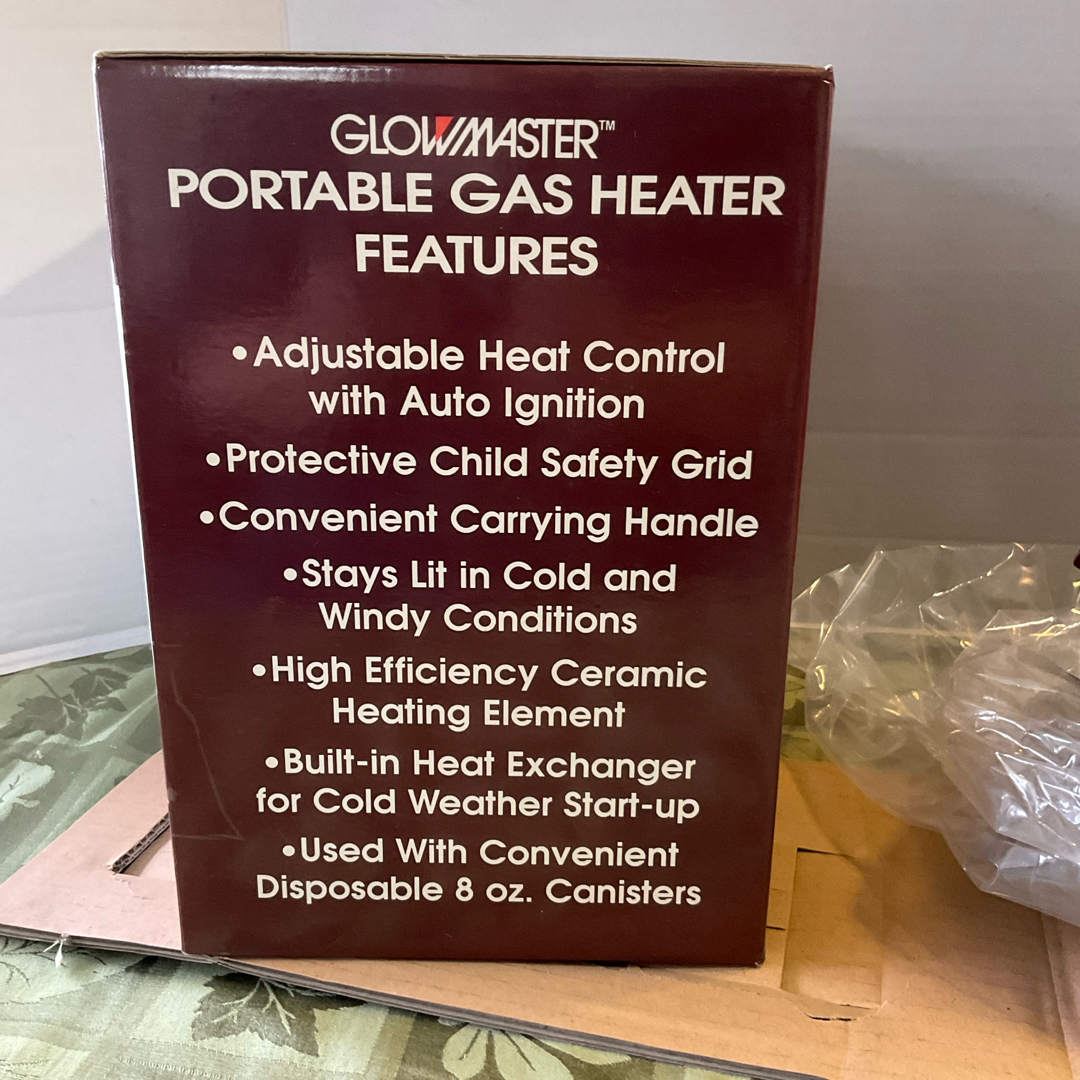 GLOWMASTER™
PORTABLE GAS HEATER
FEATURES
•Adjustable Heat Control
with Auto Ignition
•Protective Child Safety Grid
•Convenient Carrying Handle
•Stays Lit in Cold and
Windy Conditions
•High Efficiency Ceramic
Heating Element
•Built-in Heat Exchanger
for Cold Weather Start-up
•Used With Convenient
Disposable 8 oz. Canisters